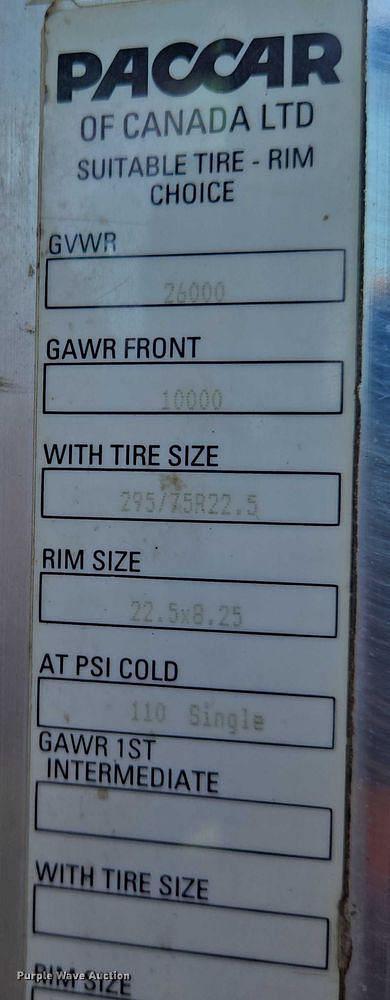 PACCAR
OF CANADA LTD
SUITABLE TIRE - RIM
CHOICE
GVWR
26000
GAWR FRONT
10000
WITH TIRE SIZE
295/75R22.5
RIM SIZE
22.5x8.25
AT PSI COLD
110 Single
GAWR 1ST
INTERMEDIATE
WITH TIRE SIZE
RIM SIZE
Purple Wave Auction